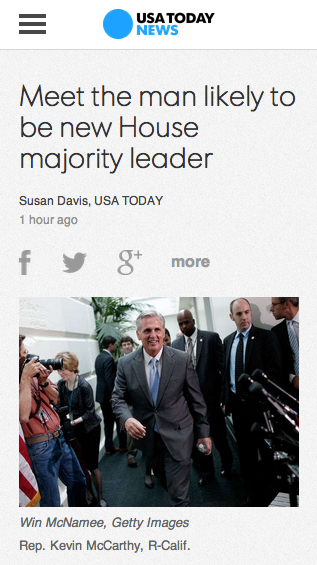 USA TODAY
NEWS
Meet the man likely to
be new House
majority leader
Susan Davis, USA TODAY
1 hour ago
f
g+
more
Win McNamee, Getty Images
Rep. Kevin McCarthy, R-Calif.